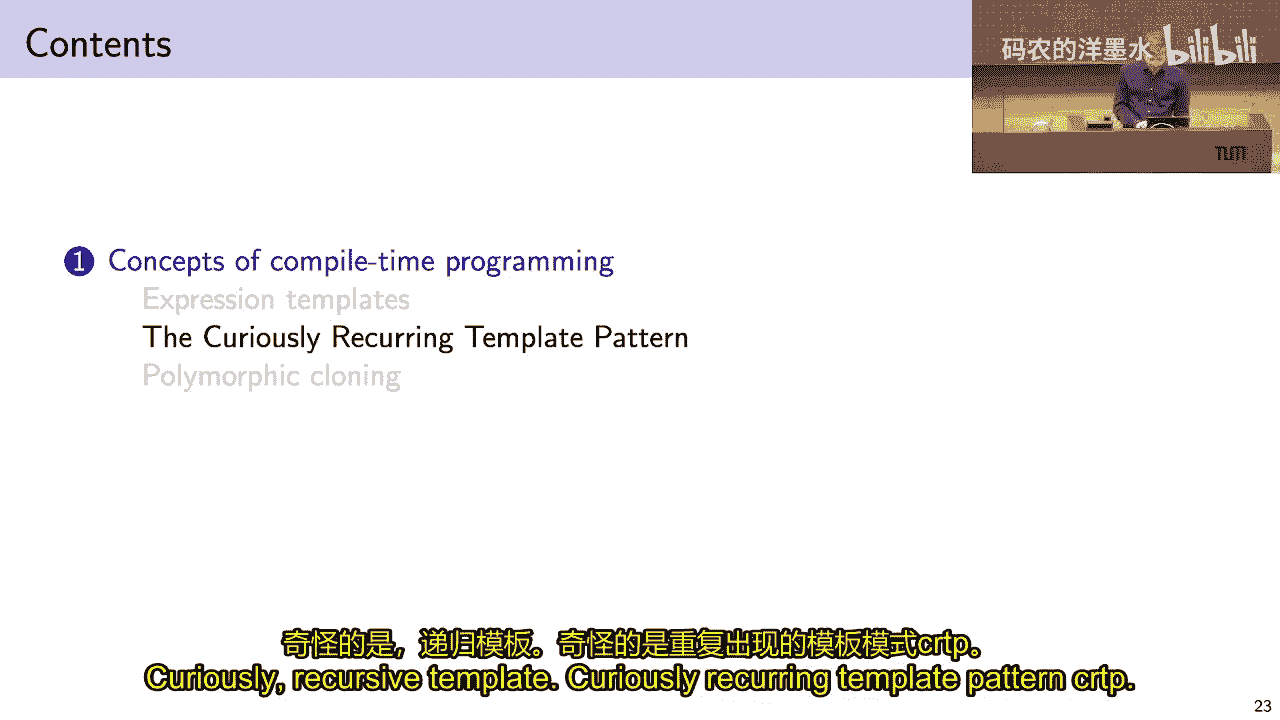 Contents
码农的洋墨水 bilibili
TUM
1 Concepts of compile-time programming
Expression templates
The Curiously Recurring Template Pattern
Polymorphic cloning
奇怪的是，递归模板。奇怪的是重复出现的模板模式crtp。
Curiously, recursive template. Curiously recurring template pattern crtp.
23